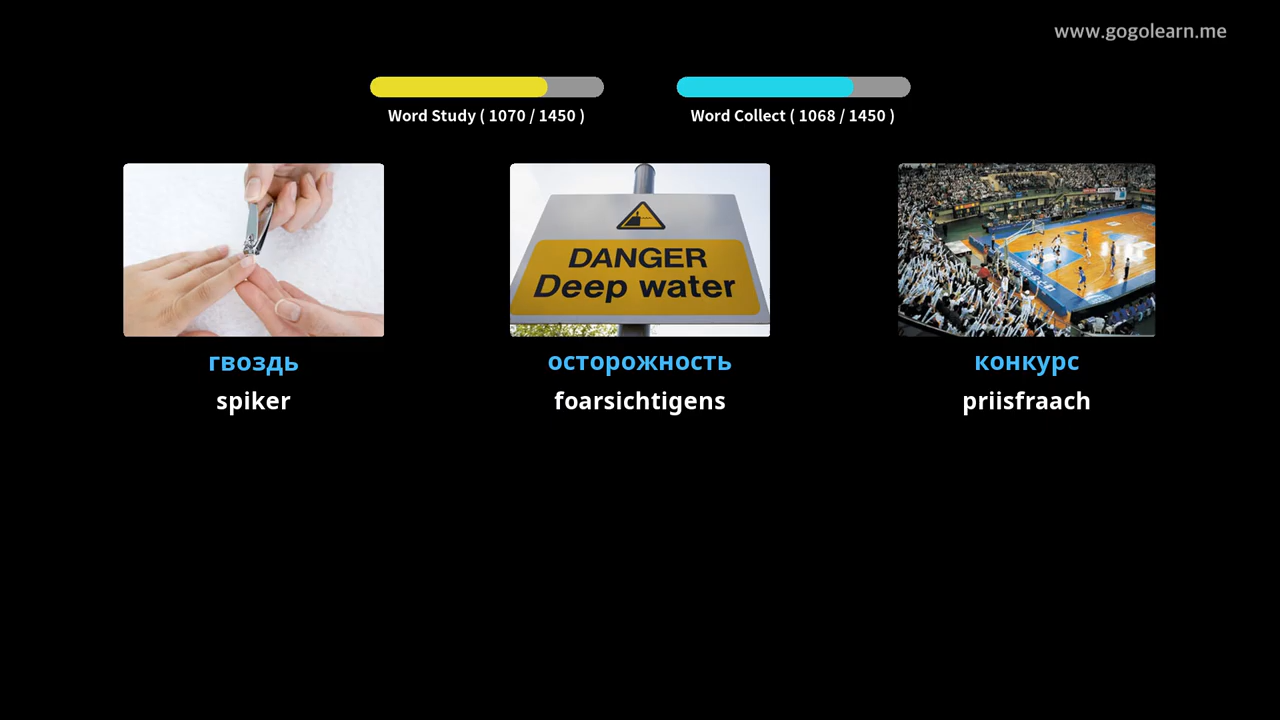 www.gogolearn.me
Word Study ( 1070 / 1450 )
Word Collect ( 1068 / 1450 )
DANGER
Deep water
гвоздь
осторожность
конкурс
spiker
foarsichtigens
priisfraach